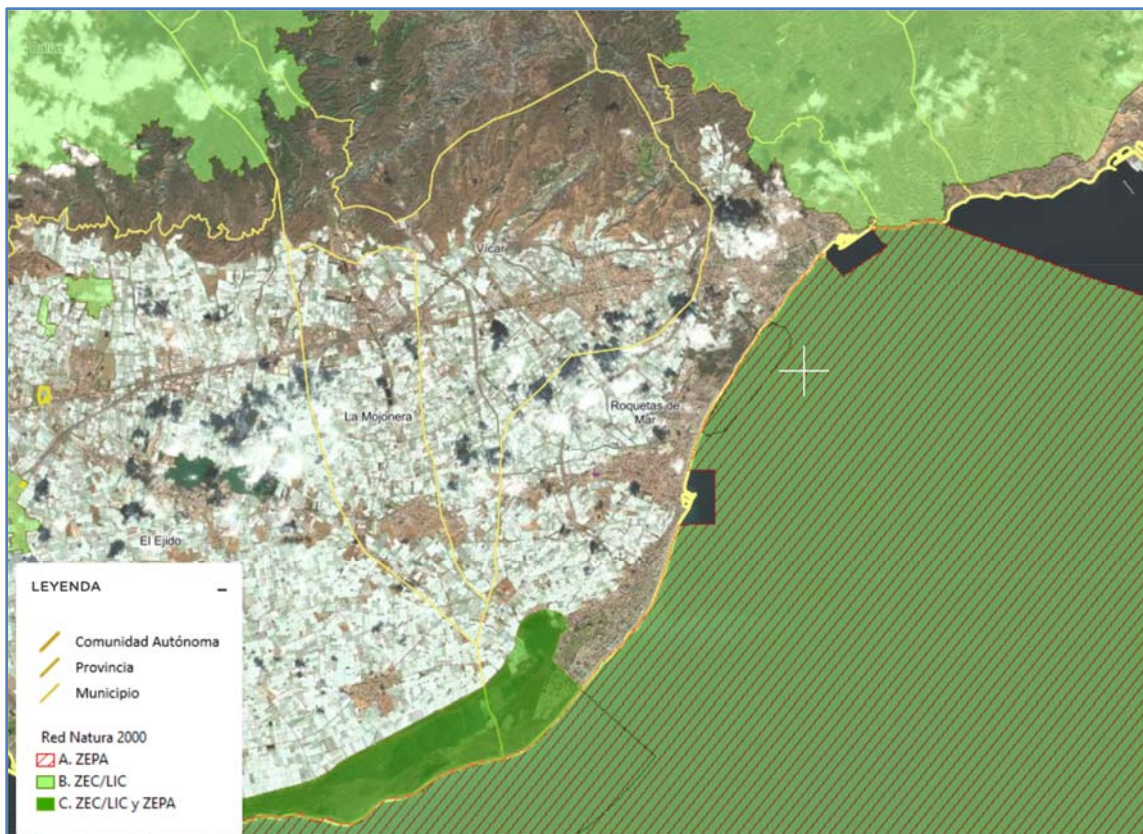 Vícar
La Mojonera
Roquetas de
Mar
El Ejido
LEYENDA
Comunidad Autónoma
Provincia
Municipio
Red Natura 2000
A. ZEPA
B. ZEC/LIC
C. ZEC/LIC y ZEPA